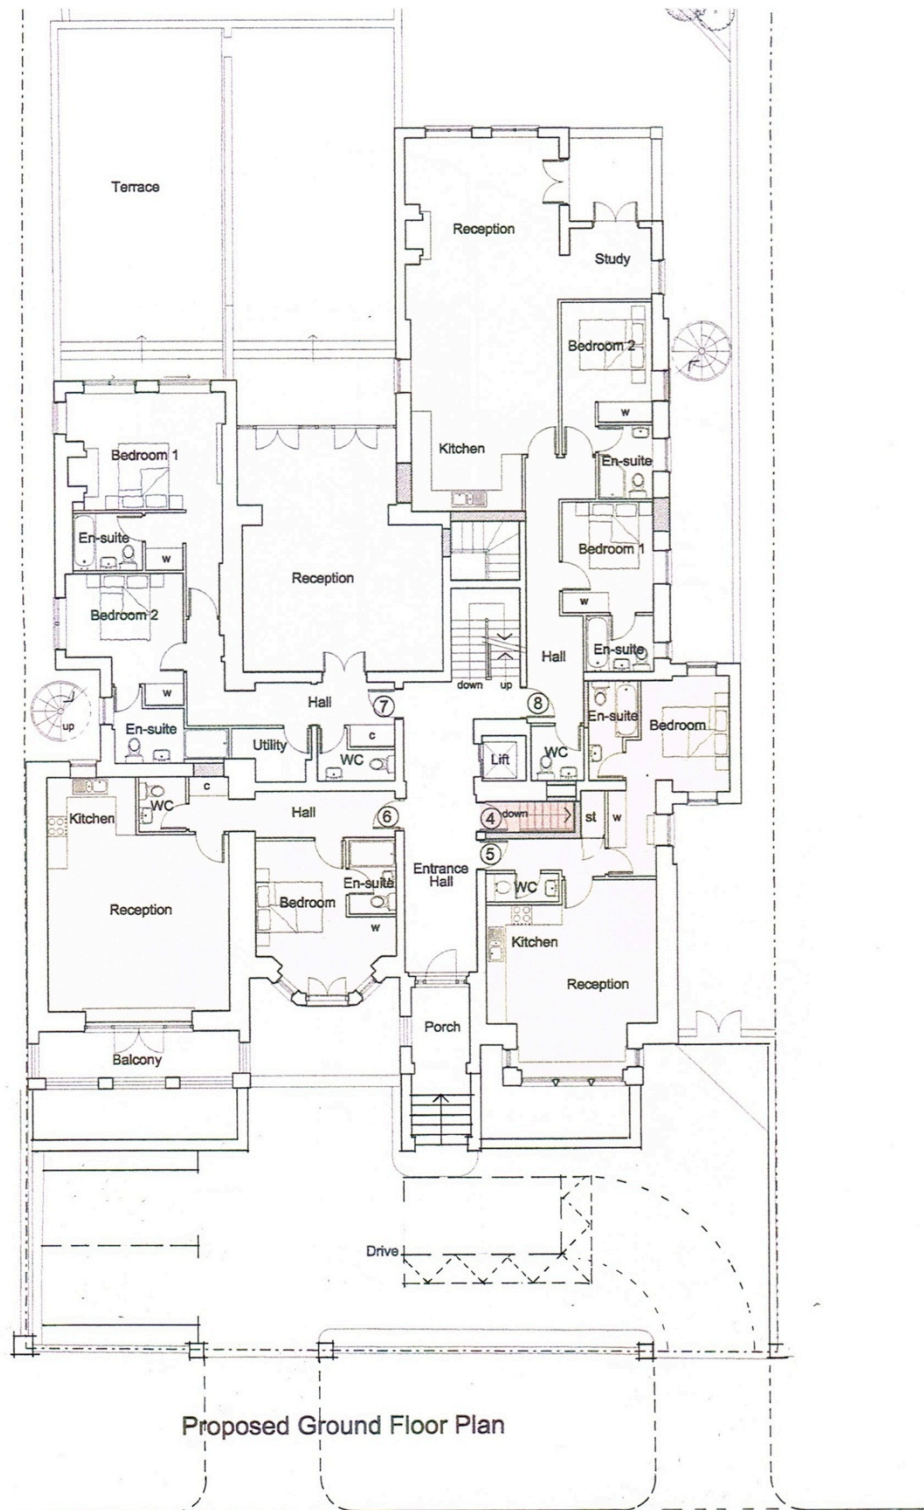 Terrace
Reception
Study
Bedroom 2
w
Kitchen
En-suite
Bedroom 1
En-suite
w
Bedroom 1
w
Reception
Bedroom 2
w
En-suite
Hall
down
up
En-suite
up
Hall
7
8
En-suite
Bedroom
Utility
c
WC
Lift
WC
Kitchen
WC
c
Hall
6
4
down
st
w
5
Entrance
Hall
En-suite
WC
Bedroom
w
Reception
Kitchen
Reception
Porch
Balcony
Drive
Proposed Ground Floor Plan